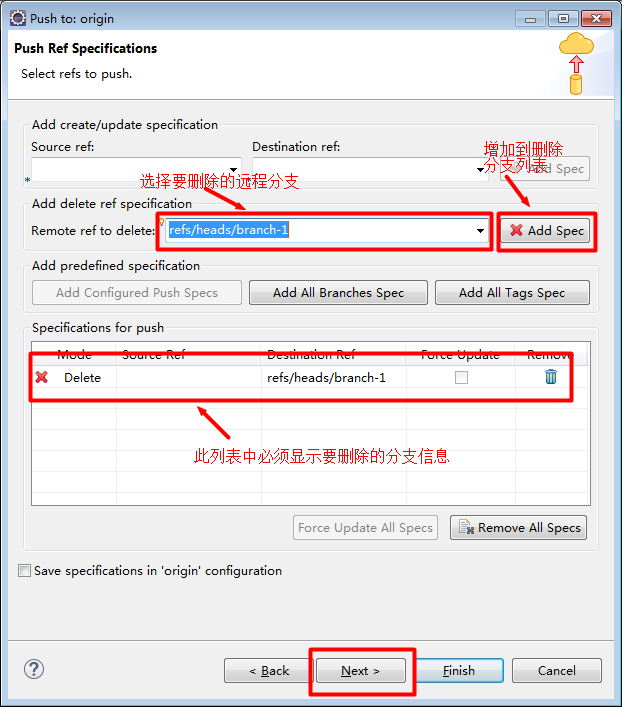 Push to: origin
Push Ref Specifications
Select refs to push.
Add create/update specification
Source ref:
Destination ref:
增加到删除
分支列表
*
Add Spec
选择要删除的远程分支
Add delete ref specification
Remote ref to delete:
refs/heads/branch-1
Add Spec
Add predefined specification
Add Configured Push Specs
Add All Branches Spec
Add All Tags Spec
Specifications for push
Mode Source Ref Destination Ref Force Update Remove
Delete refs/heads/branch-1
此列表中必须显示要删除的分支信息
Force Update All Specs
Remove All Specs
Save specifications in 'origin' configuration
?
< Back
Next >
Finish
Cancel